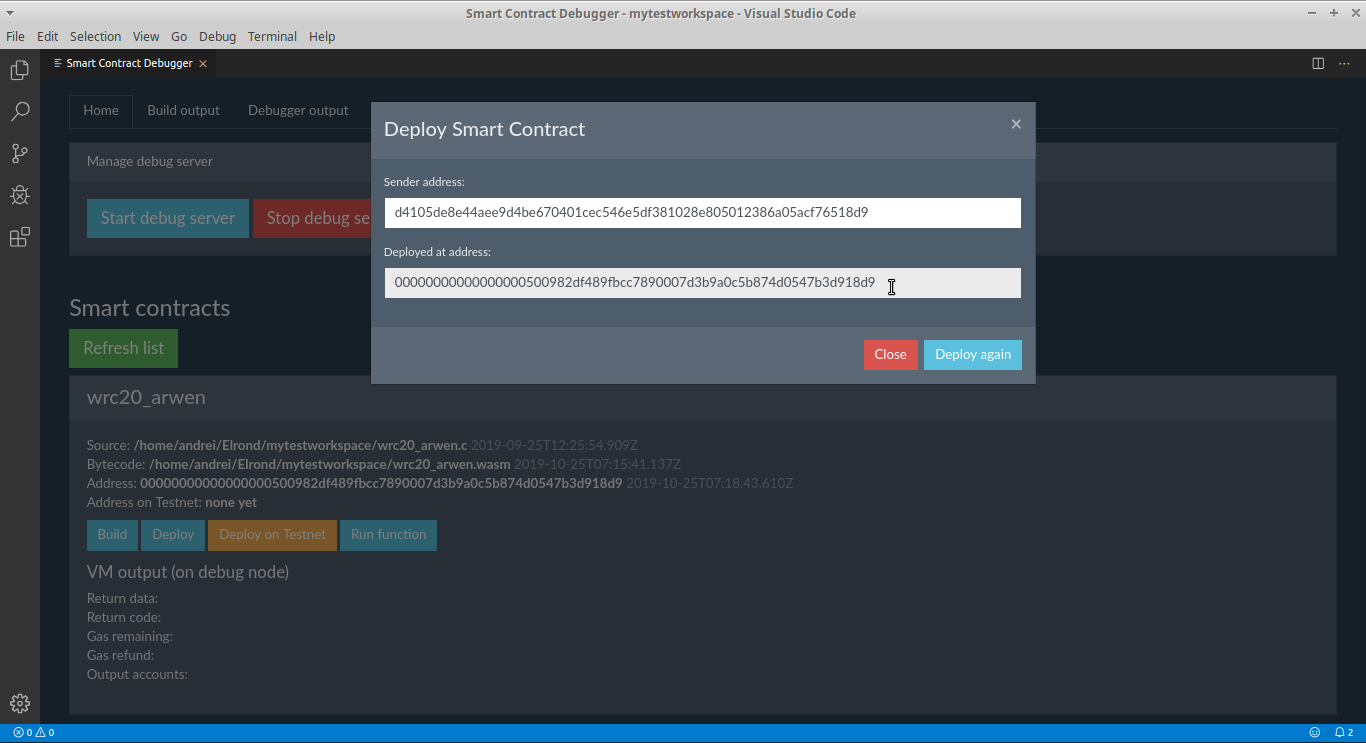 Smart Contract Debugger - mytestworkspace - Visual Studio Code
File Edit Selection View Go Debug Terminal Help
Smart Contract Debugger
Home Build output Debugger output
Deploy Smart Contract
Manage debug server
Sender address:
Start debug server Stop debug se
d4105de8e44aee9d4be670401cec546e5df381028e805012386a05acf76518d9
Deployed at address:
00000000000000000500982df489fbcc7890007d3b9a0c5b874d0547b3d918d9
Smart contracts
Refresh list
Close Deploy again
wrc20_arwen
Source: /home/andrei/Elrond/mytestworkspace/wrc20_arwen.c 2019-09-25T12:25:54.909Z
Bytecode: /home/andrei/Elrond/mytestworkspace/wrc20_arwen.wasm 2019-10-25T07:15:41.137Z
Address: 00000000000000000500982df489fbcc7890007d3b9a0c5b874d0547b3d918d9 2019-10-25T07:18:43.610Z
Address on Testnet: none yet
Build Deploy Deploy on Testnet Run function
VM output (on debug node)
Return data:
Return code:
Gas remaining:
Gas refund:
Output accounts:
0 0 2